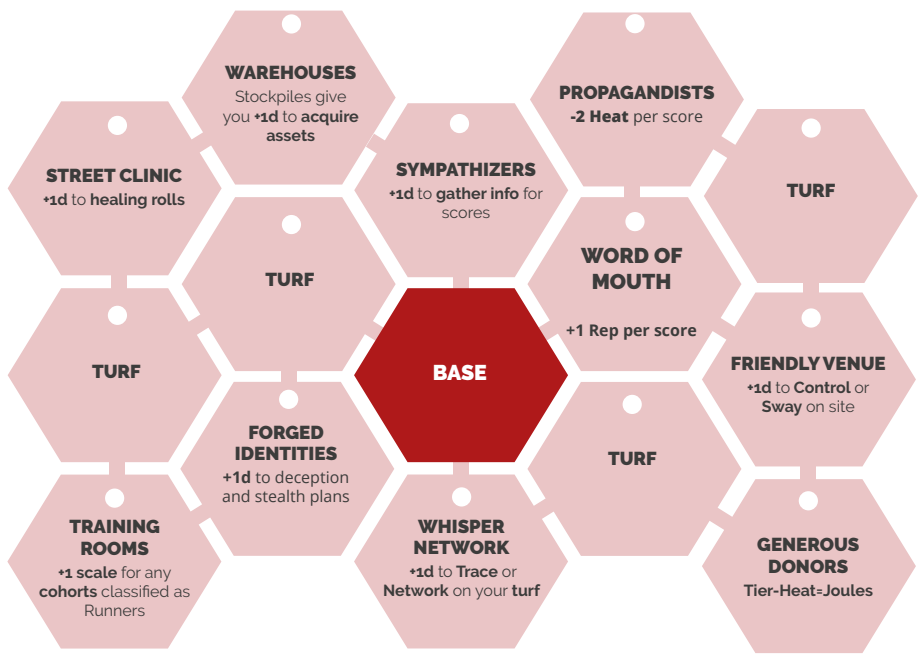 WAREHOUSES
Stockpiles give
you +1d to acquire
assets
PROPAGANDISTS
-2 Heat per score
STREET CLINIC
+1d to healing rolls
SYMPATHIZERS
+1d to gather info for
scores
TURF
TURF
WORD OF
MOUTH
+1 Rep per score
TURF
BASE
FRIENDLY VENUE
+1d to Control or
Sway on site
FORGED
IDENTITIES
+1d to deception
and stealth plans
TURF
TRAINING
ROOMS
+1 scale for any
cohorts classified as
Runners
WHISPER
NETWORK
+1d to Trace or
Network on your turf
GENEROUS
DONORS
Tier-Heat=Joules